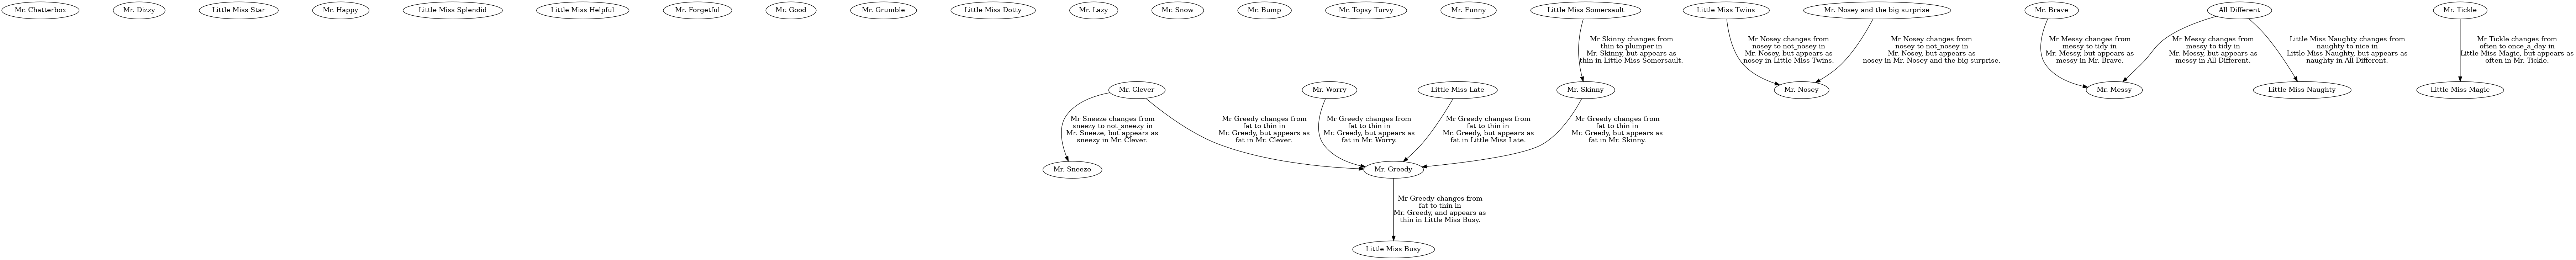 Mr. Chatterbox
Mr. Dizzy
Little Miss Star
Mr. Happy
Little Miss Splendid
Little Miss Helpful
Mr. Forgetful
Mr. Good
Mr. Grumble
Little Miss Dotty
Mr. Lazy
Mr. Snow
Mr. Bump
Mr. Topsy-Turvy
Mr. Funny
Little Miss Somersault
Little Miss Twins
Mr. Nosey and the big surprise
Mr. Brave
All Different
Mr. Tickle
Mr Skinny changes from
thin to plumper in
Mr. Skinny, but appears as
thin in Little Miss Somersault.
Mr Nosey changes from
nosey to not_nosey in
Mr. Nosey, but appears as
nosey in Little Miss Twins.
Mr Nosey changes from
nosey to not_nosey in
Mr. Nosey, but appears as
nosey in Mr. Nosey and the big surprise.
Mr Messy changes from
messy to tidy in
Mr. Messy, but appears as
messy in Mr. Brave.
Mr Messy changes from
messy to tidy in
Mr. Messy, but appears as
messy in All Different.
Little Miss Naughty changes from
naughty to nice in
Little Miss Naughty, but appears as
naughty in All Different.
Mr Tickle changes from
often to once_a_day in
Little Miss Magic, but appears as
often in Mr. Tickle.
Mr. Clever
Mr. Worry
Little Miss Late
Mr. Skinny
Mr. Nosey
Mr. Messy
Little Miss Naughty
Little Miss Magic
Mr Sneeze changes from
sneezy to not_sneezy in
Mr. Sneeze, but appears as
sneezy in Mr. Clever.
Mr Greedy changes from
fat to thin in
Mr. Greedy, but appears as
fat in Mr. Clever.
Mr Greedy changes from
fat to thin in
Mr. Greedy, but appears as
fat in Mr. Worry.
Mr Greedy changes from
fat to thin in
Mr. Greedy, but appears as
fat in Little Miss Late.
Mr Greedy changes from
fat to thin in
Mr. Greedy, but appears as
fat in Mr. Skinny.
Mr. Sneeze
Mr. Greedy
Mr Greedy changes from
fat to thin in
Mr. Greedy, and appears as
thin in Little Miss Busy.
Little Miss Busy